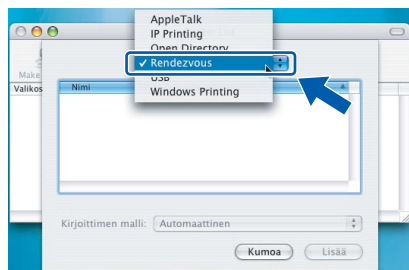 AppleTalk
IP Printing
Open Directory
✓ Rendezvous
USB
Windows Printing
Make
Valikos
Nimi
Kirjoittimen malli: Automaattinen
Kumoa Lisää